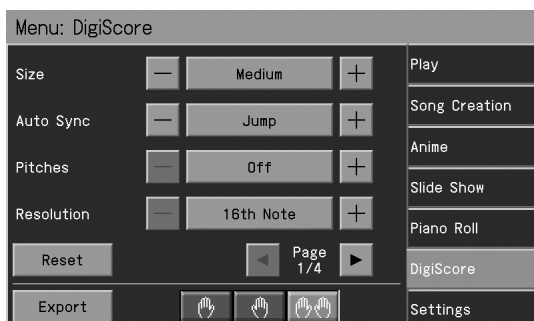 Menu: DigiScore
Size
Medium
Auto Sync
Jump
Pitches
Off
Resolution
16th Note
Reset
Page
1/4
Export
Play
Song Creation
Anime
Slide Show
Piano Roll
DigiScore
Settings